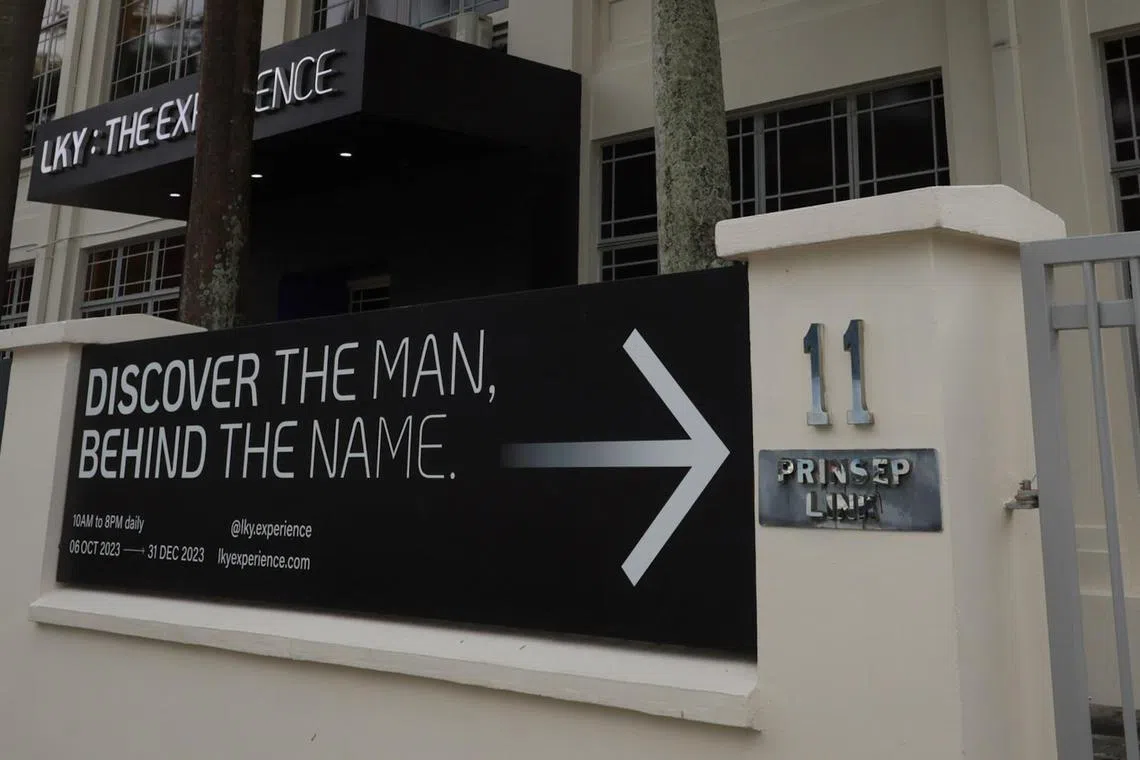 LKY : THE EXPERIENCE
DISCOVER THE MAN,
BEHIND THE NAME.
10AM to 8PM daily
06 OCT 2023 → 31 DEC 2023
@lky.experience
lkyexperience.com
11
PRINSEP
LINK